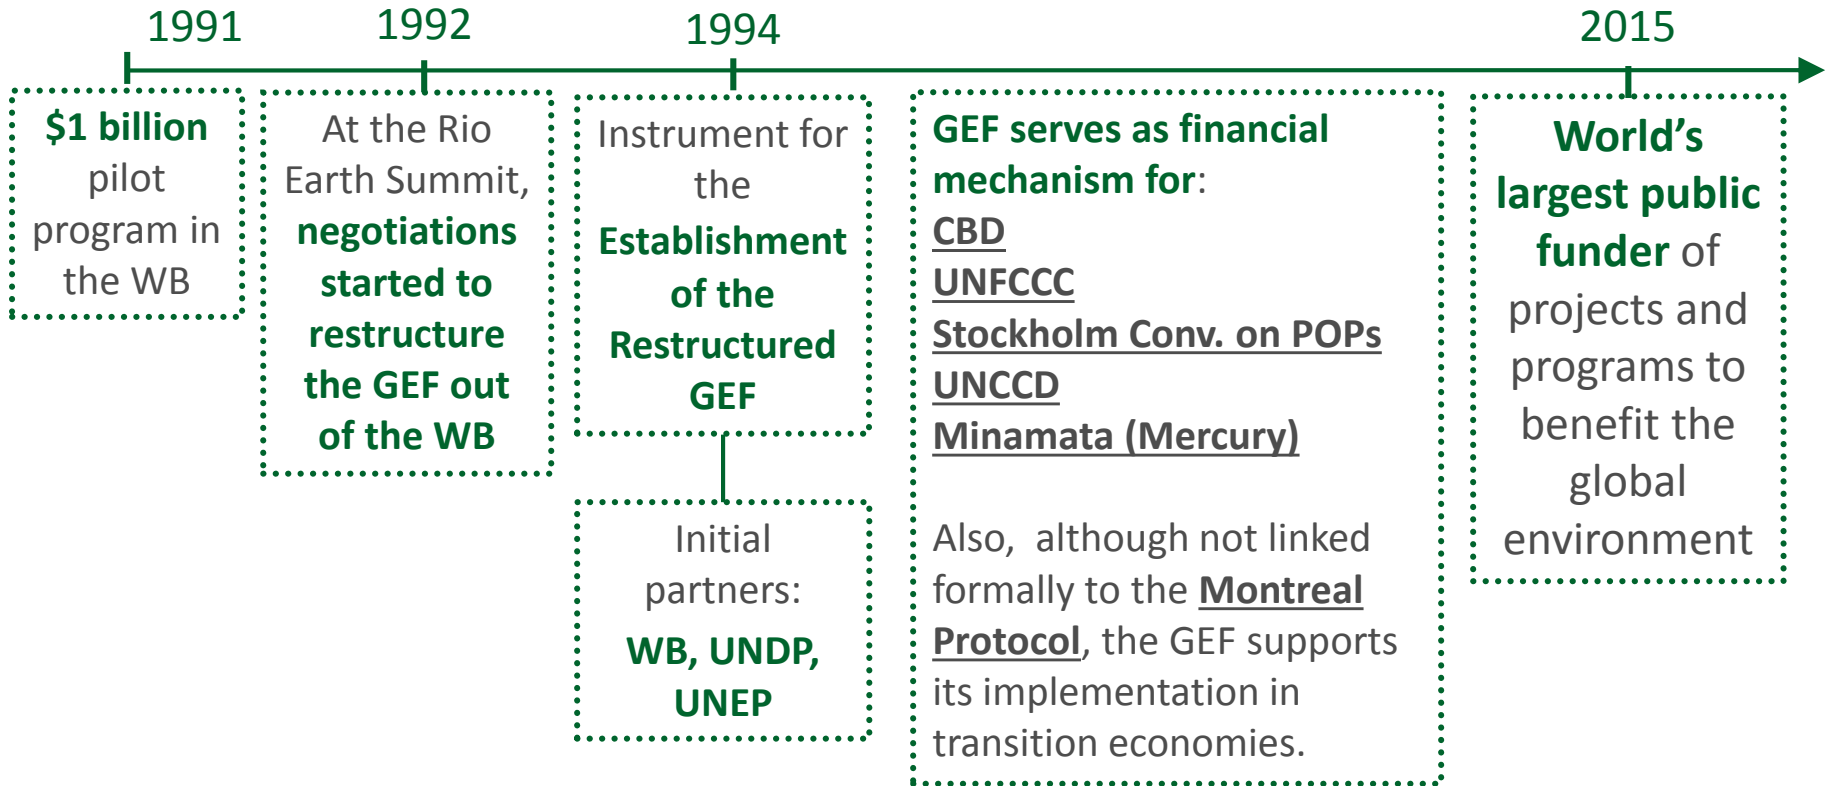 1991
1992
1994
2015
$1 billion
pilot
program in
the WB
At the Rio
Earth Summit,
negotiations
started to
restructure
the GEF out
of the WB
Instrument for
the
Establishment
of the
Restructured
GEF
Initial
partners:
WB, UNDP,
UNEP
GEF serves as financial
mechanism for:
CBD
UNFCCC
Stockholm Conv. on POPs
UNCCD
Minamata (Mercury)
Also,  although not linked
formally to the Montreal
Protocol, the GEF supports
its implementation in
transition economies.
World’s
largest public
funder of
projects and
programs to
benefit the
global
environment